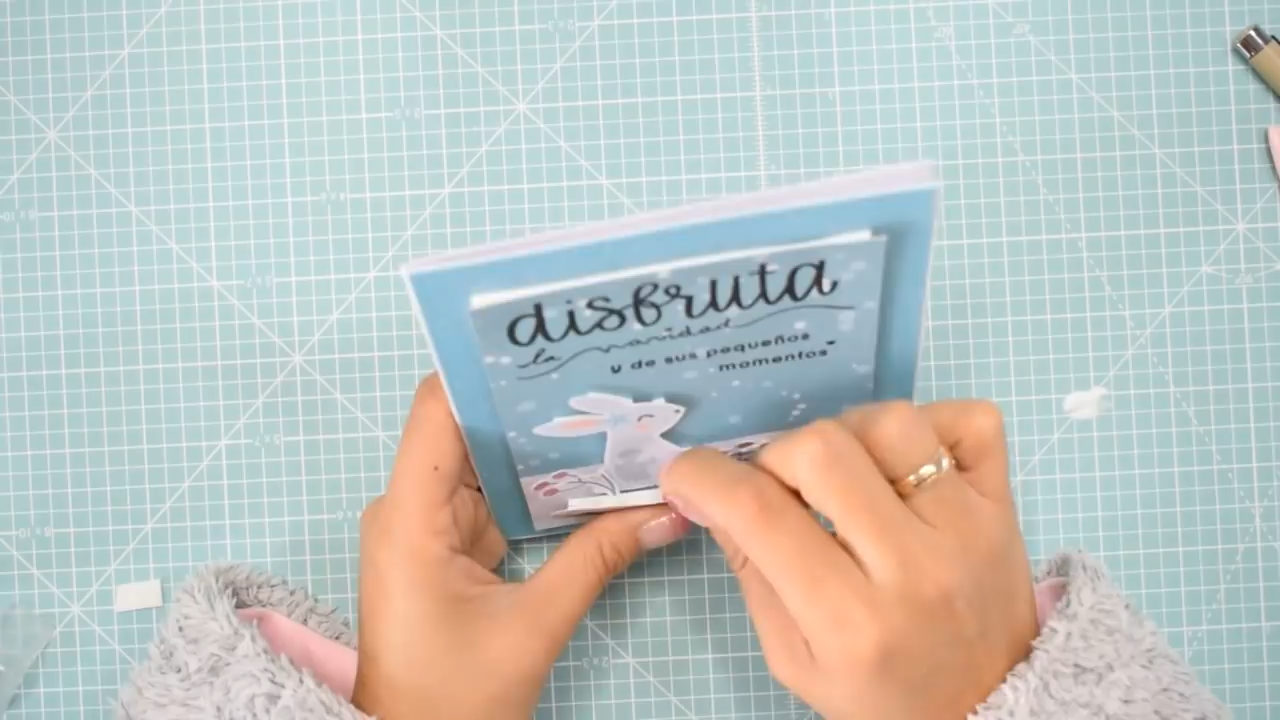 disfruta
la navidad
y de sus pequeños
momentos